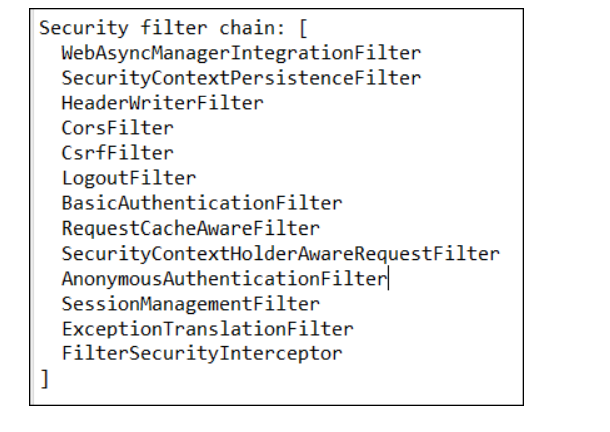 Security filter chain: [
WebAsyncManagerIntegrationFilter
SecurityContextPersistenceFilter
HeaderWriterFilter
CorsFilter
CsrfFilter
LogoutFilter
BasicAuthenticationFilter
RequestCacheAwareFilter
SecurityContextHolderAwareRequestFilter
AnonymousAuthenticationFilter
SessionManagementFilter
ExceptionTranslationFilter
FilterSecurityInterceptor
]